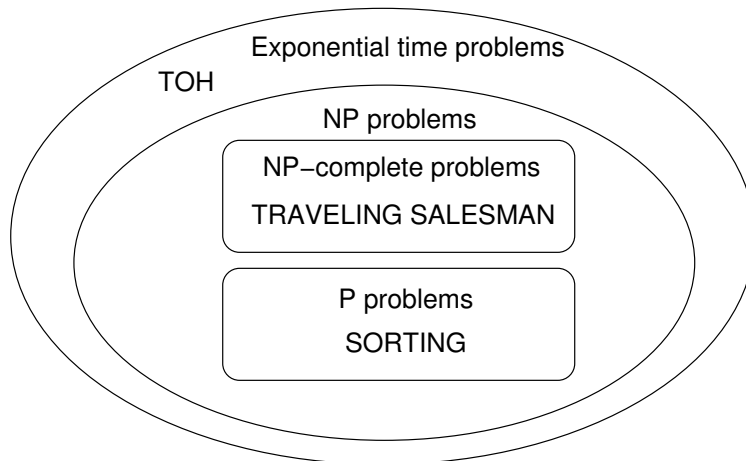 Exponential time problems
TOH
NP problems
NP−complete problems
TRAVELING SALESMAN
P problems
SORTING